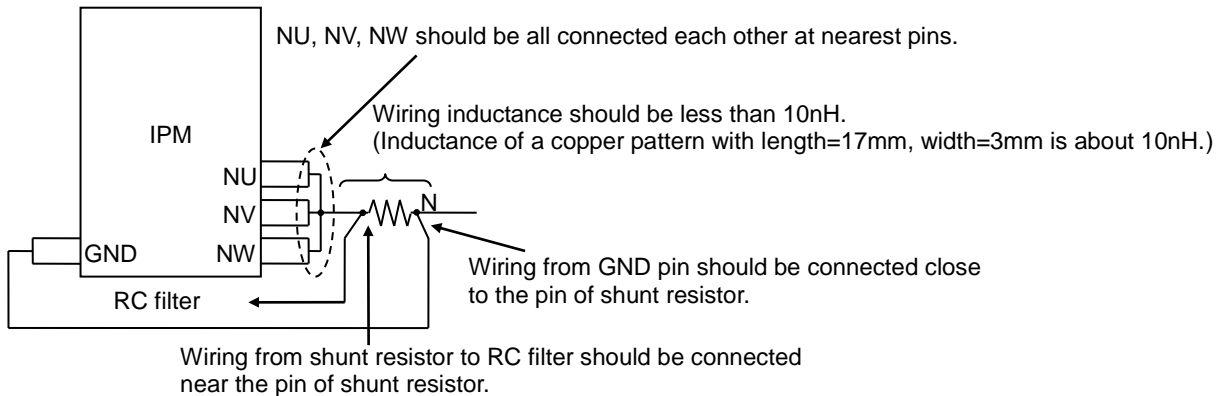 NU, NV, NW should be all connected each other at nearest pins.
Wiring inductance should be less than 10nH.
(Inductance of a copper pattern with length=17mm, width=3mm is about 10nH.)
IPM
NU
NV
NW
N
GND
Wiring from GND pin should be connected close
to the pin of shunt resistor.
RC filter
Wiring from shunt resistor to RC filter should be connected
near the pin of shunt resistor.